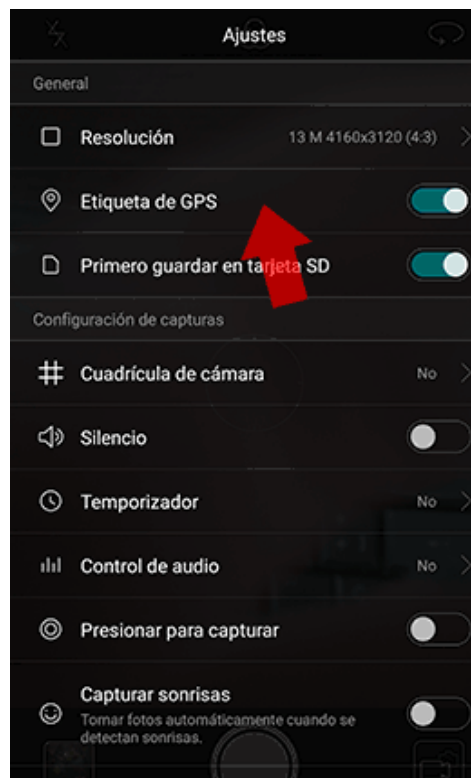 Ajustes
General
Resolución 13 M 4160x3120 (4:3)
Etiqueta de GPS
Primero guardar en tarjeta SD
Configuración de capturas
Cuadrícula de cámara No
Silencio
Temporizador No
Control de audio No
Presionar para capturar
Capturar sonrisas
Tomar fotos automáticamente cuando se
detectan sonrisas.